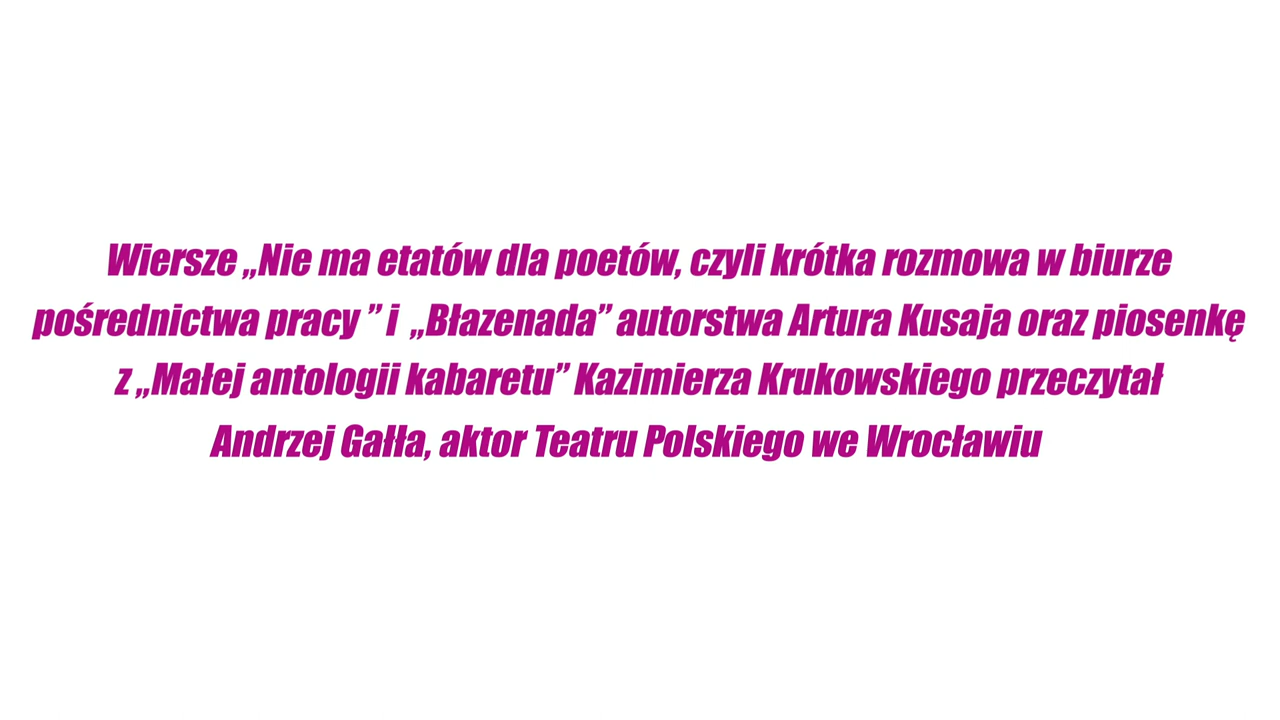 Wiersze „Nie ma etatów dla poetów, czyli krótka rozmowa w biurze
pośrednictwa pracy ” i „Błazenada” autorstwa Artura Kusaja oraz piosenkę
z „Małej antologii kabaretu” Kazimierza Krukowskiego przeczytał
Andrzej Gałła, aktor Teatru Polskiego we Wrocławiu